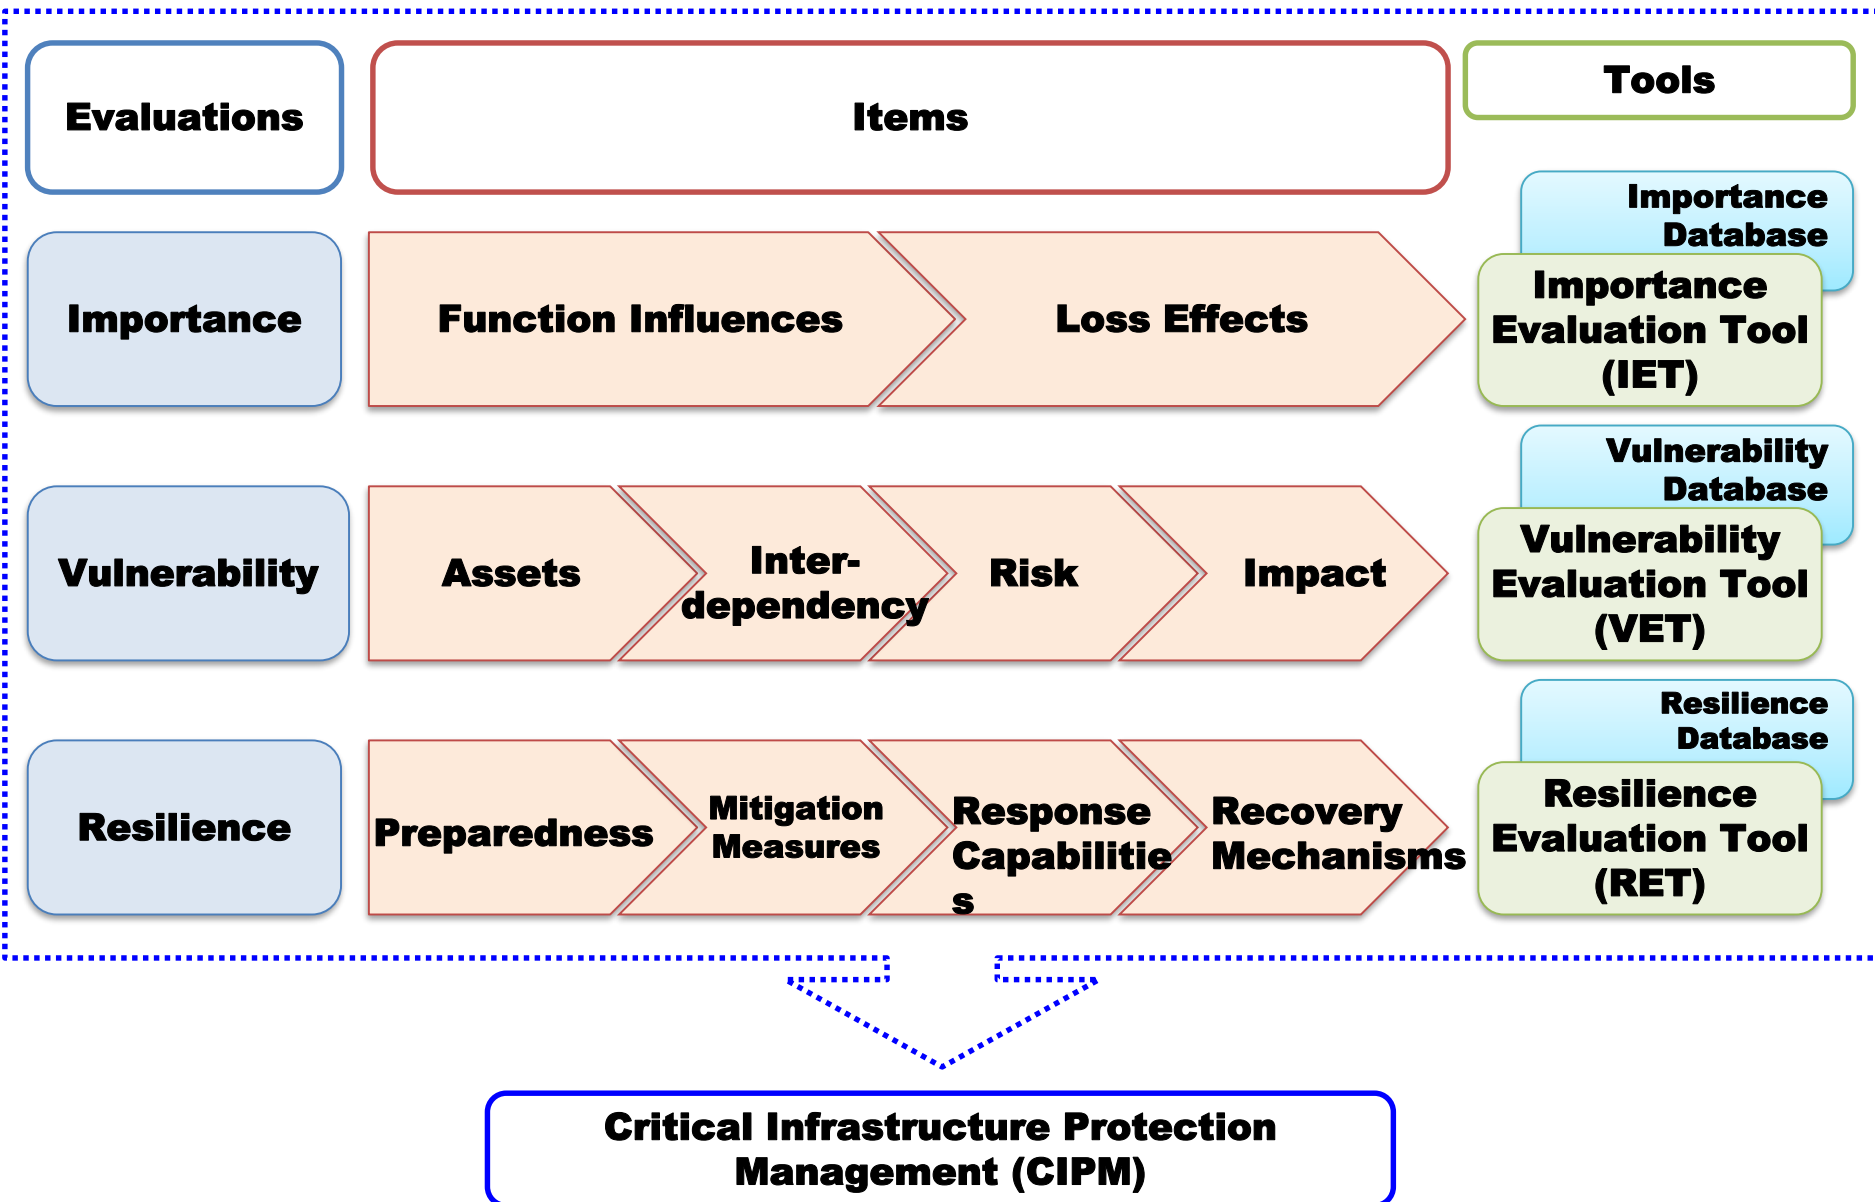 Evaluations
Items
Tools
Importance
Function Influences
Loss Effects
Importance
Database
Importance
Evaluation Tool
(IET)
Vulnerability
Assets
Inter-
dependency
Risk
Impact
Vulnerability
Database
Vulnerability
Evaluation Tool
(VET)
Resilience
Preparedness
Mitigation
Measures
Response
Capabilitie
s
Recovery
Mechanisms
Resilience
Database
Resilience
Evaluation Tool
(RET)
Critical Infrastructure Protection
Management (CIPM)